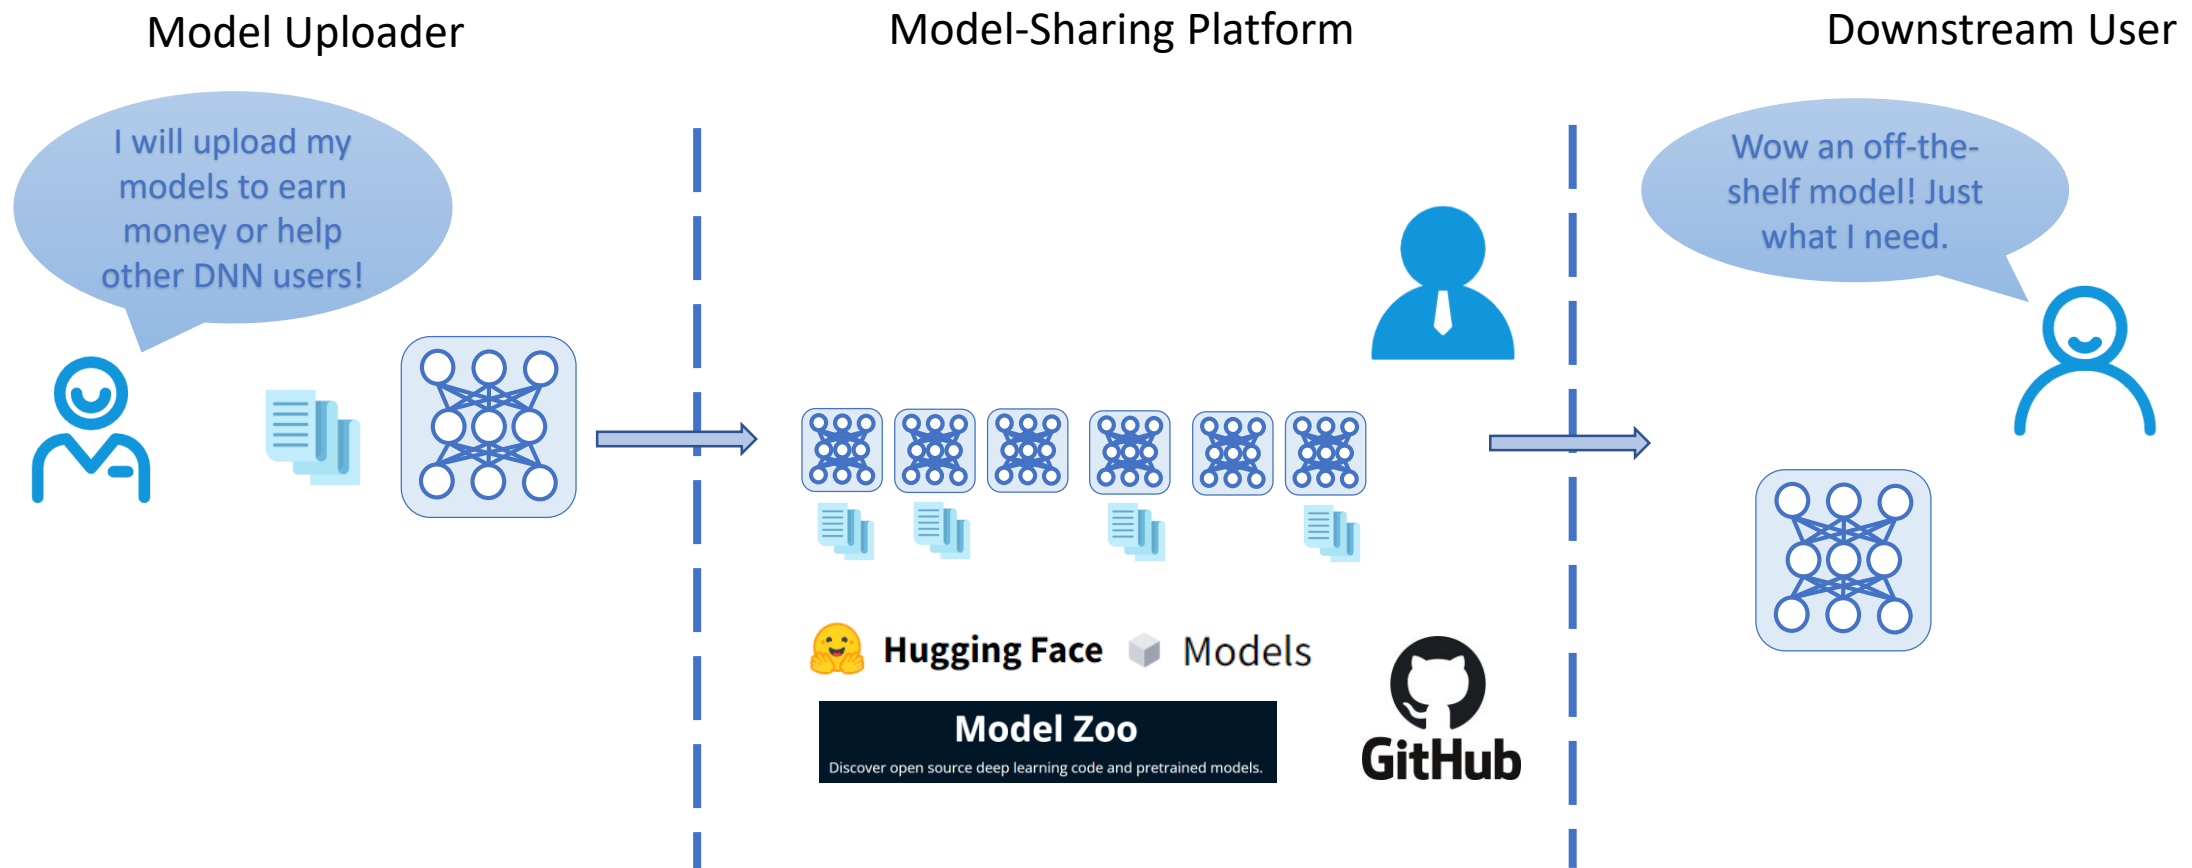 Model Uploader
Model-Sharing Platform
Downstream User
I will upload my
models to earn
money or help
other DNN users!
Wow an off-the-
shelf model! Just
what I need.
Hugging Face Models
Model Zoo
Discover open source deep learning code and pretrained models.
GitHub